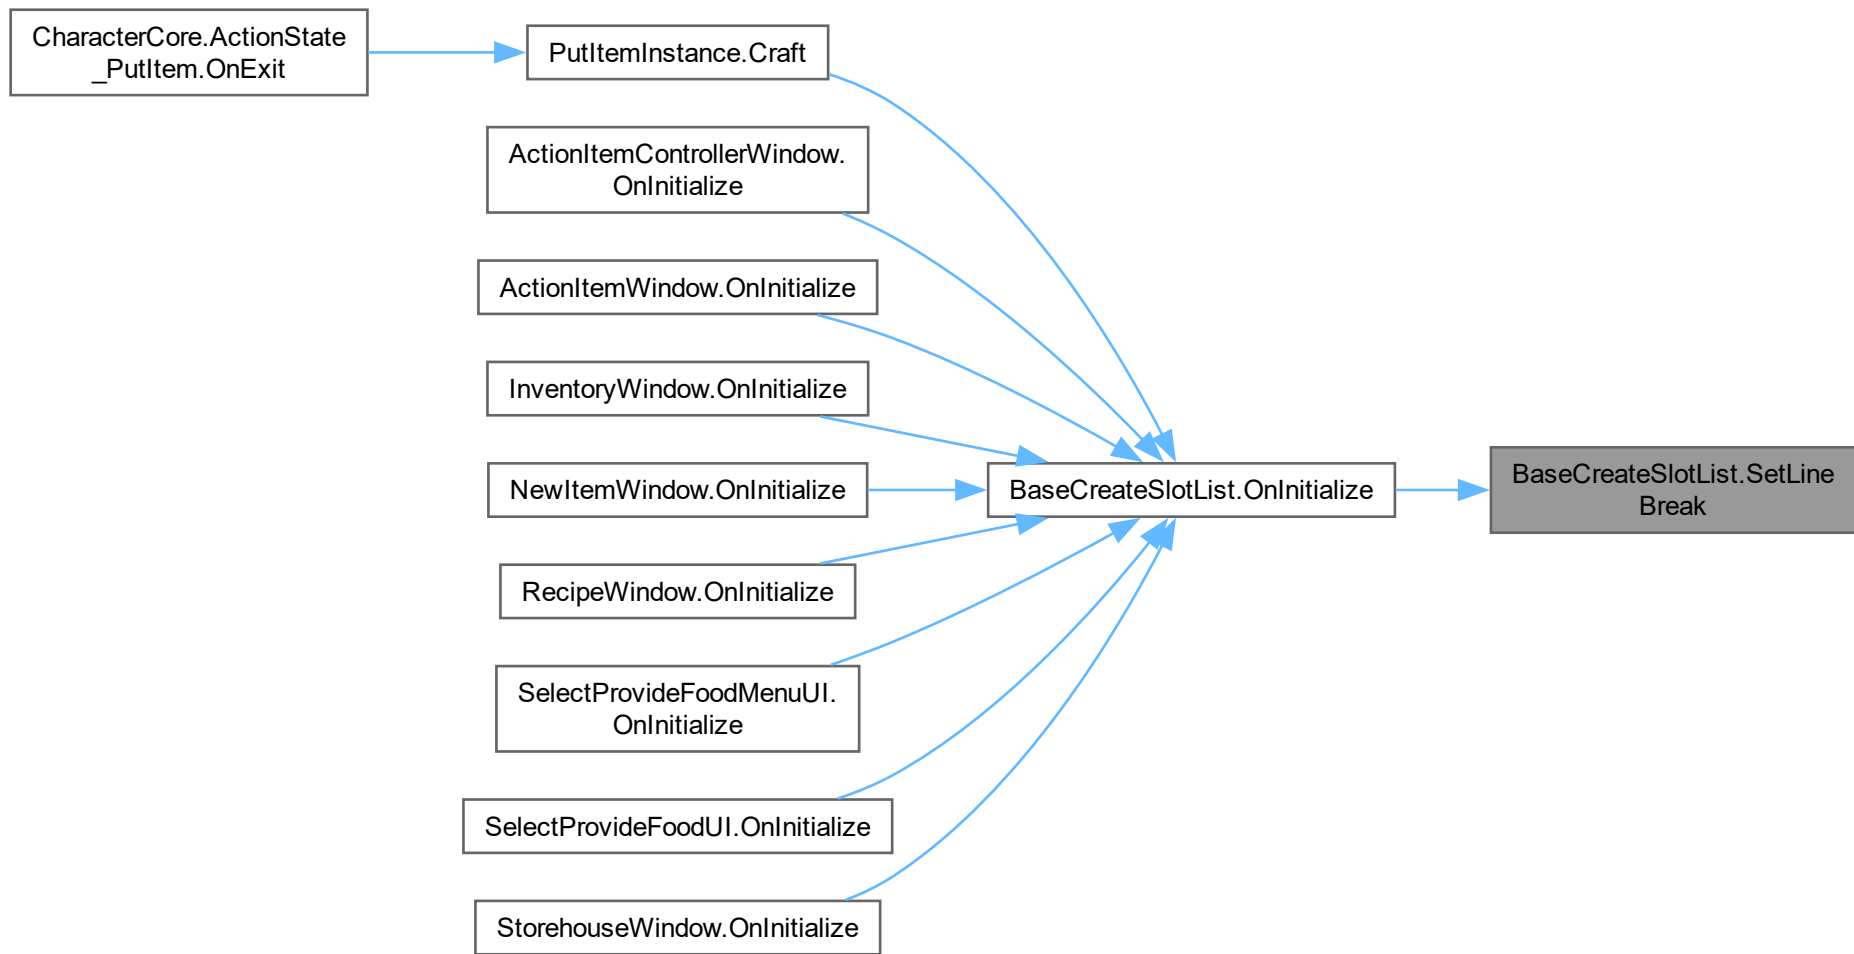 CharacterCore.ActionState
_PutItem.OnExit
PutItemInstance.Craft
ActionItemControllerWindow.
OnInitialize
ActionItemWindow.OnInitialize
InventoryWindow.OnInitialize
NewItemWindow.OnInitialize
RecipeWindow.OnInitialize
SelectProvideFoodMenuUI.
OnInitialize
SelectProvideFoodUI.OnInitialize
StorehouseWindow.OnInitialize
BaseCreateSlotList.OnInitialize
BaseCreateSlotList.SetLine
Break